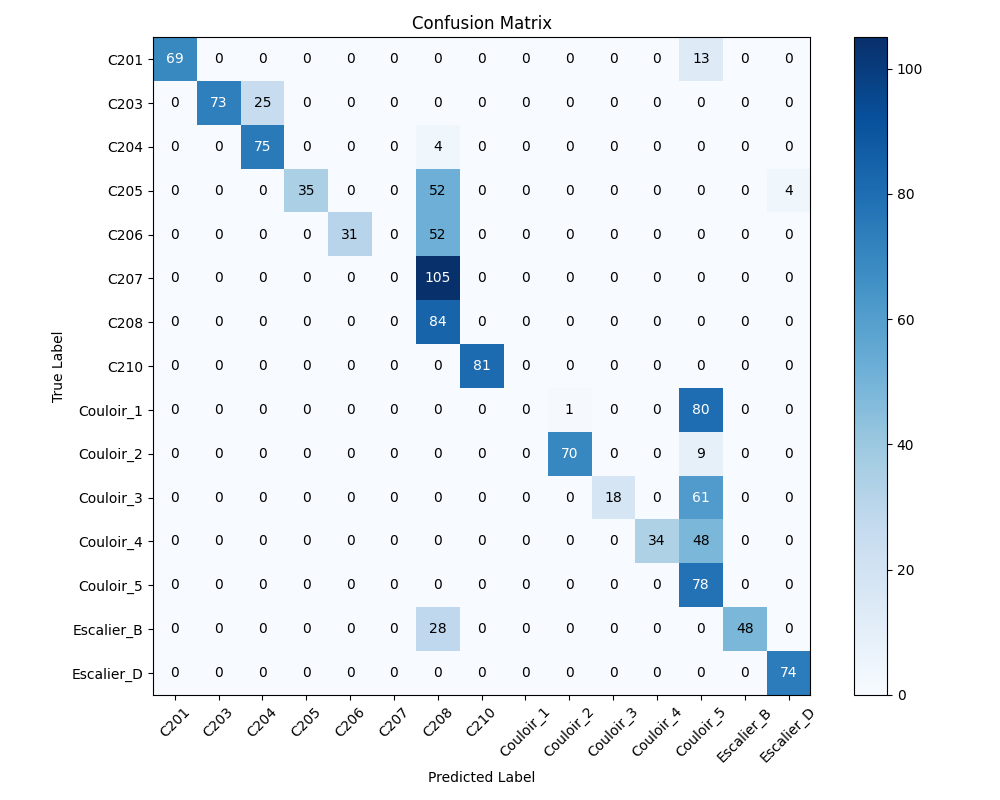 Confusion Matrix
True Label
C201 69 0 0 0 0 0 0 0 0 0 0 0 13 0 0
C203 0 73 25 0 0 0 0 0 0 0 0 0 0 0 0
C204 0 0 75 0 0 0 4 0 0 0 0 0 0 0 0
C205 0 0 0 35 0 0 52 0 0 0 0 0 0 0 4
C206 0 0 0 0 31 0 52 0 0 0 0 0 0 0 0
C207 0 0 0 0 0 0 105 0 0 0 0 0 0 0 0
C208 0 0 0 0 0 0 84 0 0 0 0 0 0 0 0
C210 0 0 0 0 0 0 0 81 0 0 0 0 0 0 0
Couloir_1 0 0 0 0 0 0 0 0 0 1 0 0 80 0 0
Couloir_2 0 0 0 0 0 0 0 0 0 70 0 0 9 0 0
Couloir_3 0 0 0 0 0 0 0 0 0 0 18 0 61 0 0
Couloir_4 0 0 0 0 0 0 0 0 0 0 0 34 48 0 0
Couloir_5 0 0 0 0 0 0 0 0 0 0 0 0 78 0 0
Escalier_B 0 0 0 0 0 0 28 0 0 0 0 0 0 48 0
Escalier_D 0 0 0 0 0 0 0 0 0 0 0 0 0 0 74
C201 C203 C204 C205 C206 C207 C208 C210 Couloir_1 Couloir_2 Couloir_3 Couloir_4 Couloir_5 Escalier_B Escalier_D
Predicted Label
100
80
60
40
20
0